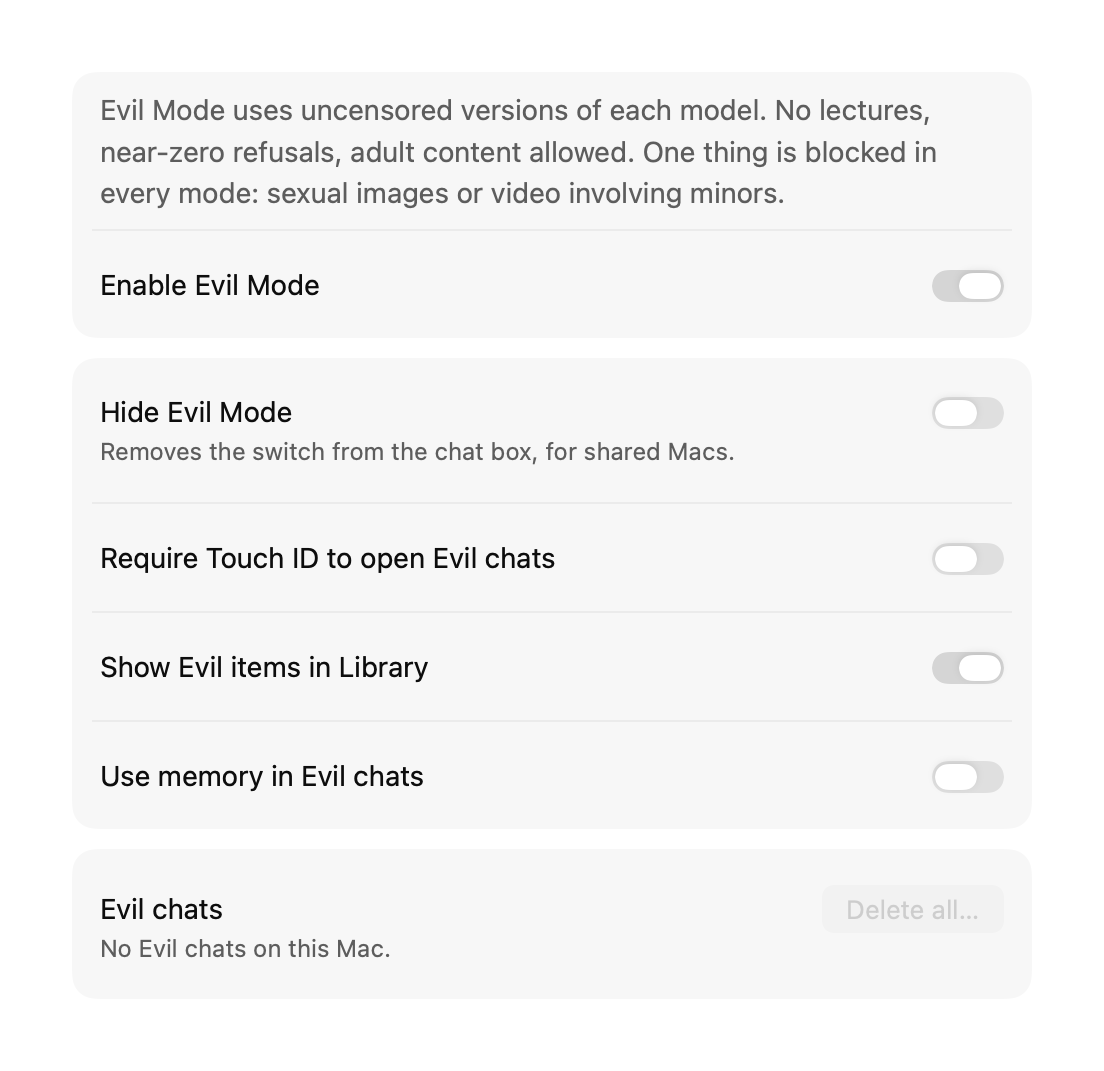 Evil Mode uses uncensored versions of each model. No lectures,
near-zero refusals, adult content allowed. One thing is blocked in
every mode: sexual images or video involving minors.
Enable Evil Mode
Hide Evil Mode
Removes the switch from the chat box, for shared Macs.
Require Touch ID to open Evil chats
Show Evil items in Library
Use memory in Evil chats
Evil chats
Delete all...
No Evil chats on this Mac.